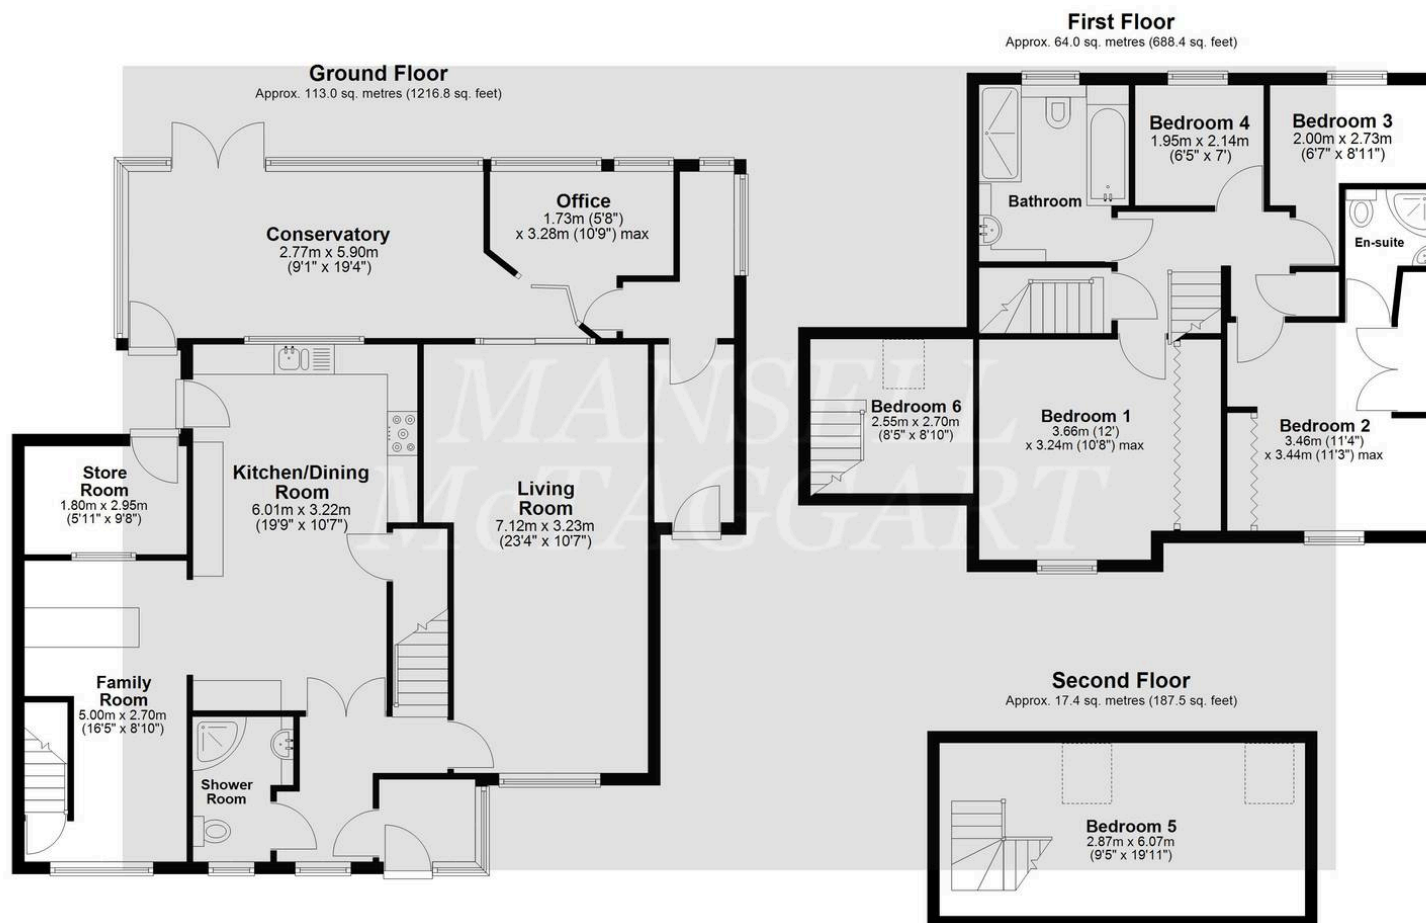 First Floor
Approx. 64.0 sq. metres (688.4 sq. feet)
Ground Floor
Approx. 113.0 sq. metres (1216.8 sq. feet)
Bedroom 4
1.95m x 2.14m
(6'5" x 7')
Bedroom 3
2.00m x 2.73m
(6'7" x 8'11")
Bathroom
En-suite
Office
1.73m (5'8")
x 3.28m (10'9") max
Conservatory
2.77m x 5.90m
(9'1" x 19'4")
MANSELL
McTAGGART
Bedroom 6
2.55m x 2.70m
(8'5" x 8'10")
Bedroom 1
3.66m (12')
x 3.24m (10'8") max
Bedroom 2
3.46m (11'4")
x 3.44m (11'3") max
Store
Room
1.80m x 2.95m
(5'11" x 9'8")
Kitchen/Dining
Room
6.01m x 3.22m
(19'9" x 10'7")
Living
Room
7.12m x 3.23m
(23'4" x 10'7")
Family
Room
5.00m x 2.70m
(16'5" x 8'10")
Shower
Room
Second Floor
Approx. 17.4 sq. metres (187.5 sq. feet)
Bedroom 5
2.87m x 6.07m
(9'5" x 19'11")